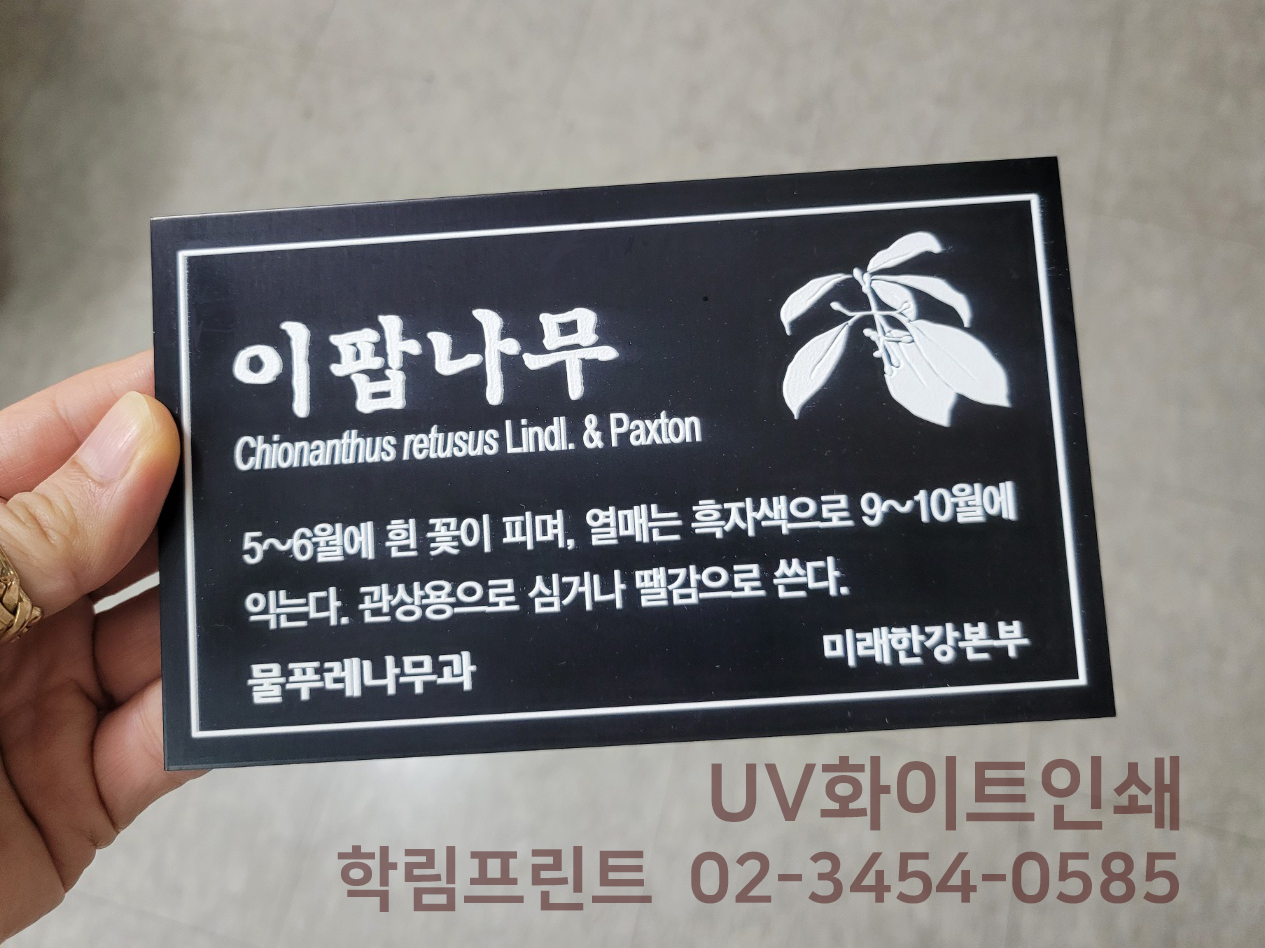 이팝나무
Chionanthus retusus Lindl. & Paxton
5~6월에 흰 꽃이 피며, 열매는 흑자색으로 9~10월에
익는다. 관상용으로 심거나 땔감으로 쓴다.
물푸레나무과
미래한강본부
UV화이트인쇄
학림프린트 02-3454-0585